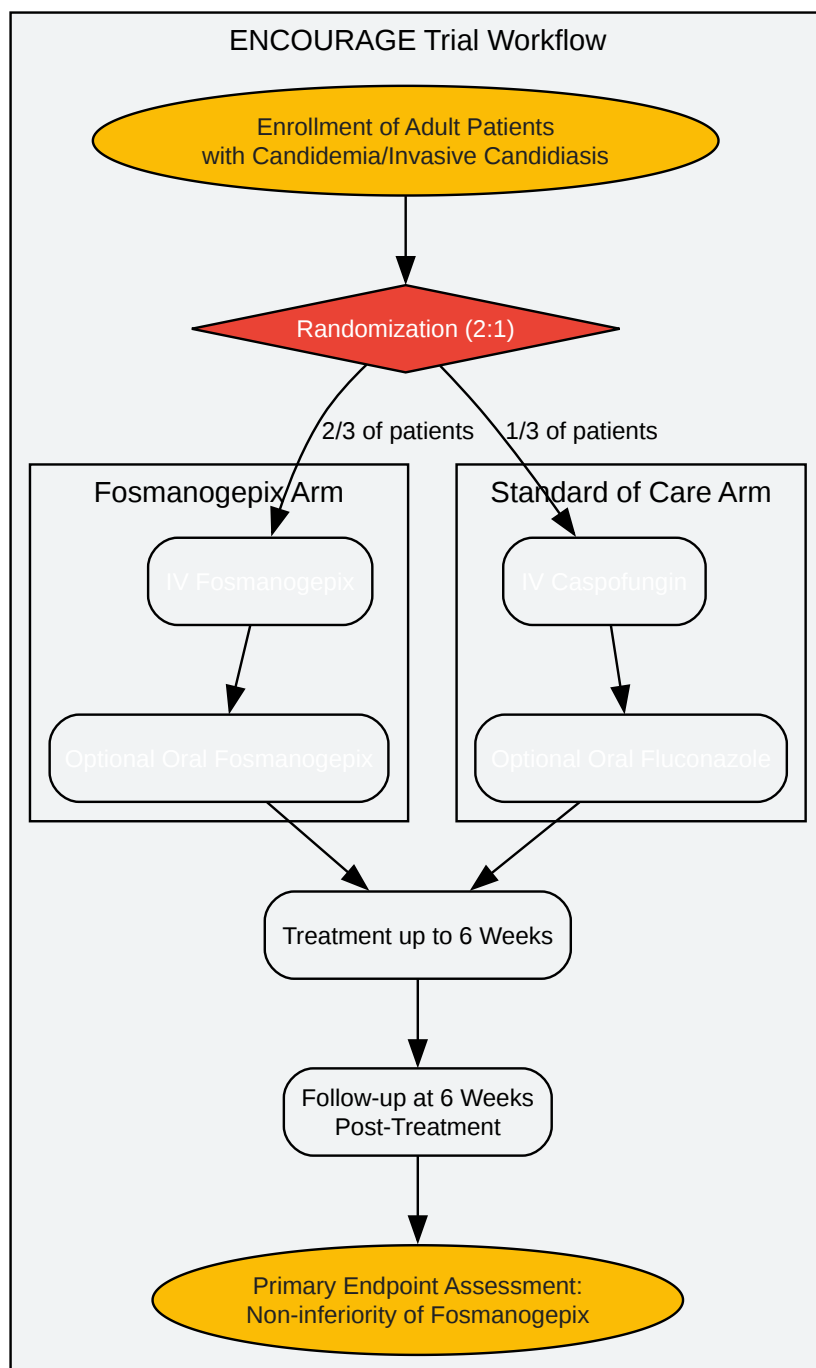 ENCOURAGE Trial Workflow
Enrollment of Adult Patients
with Candidemia/Invasive Candidiasis
Randomization (2:1)
2/3 of patients
1/3 of patients
Fosmanogepix Arm
Standard of Care Arm
IV Fosmanogepix
IV Caspofungin
Optional Oral Fosmanogepix
Optional Oral Fluconazole
Treatment up to 6 Weeks
Follow-up at 6 Weeks
Post-Treatment
Primary Endpoint Assessment:
Non-inferiority of Fosmanogepix